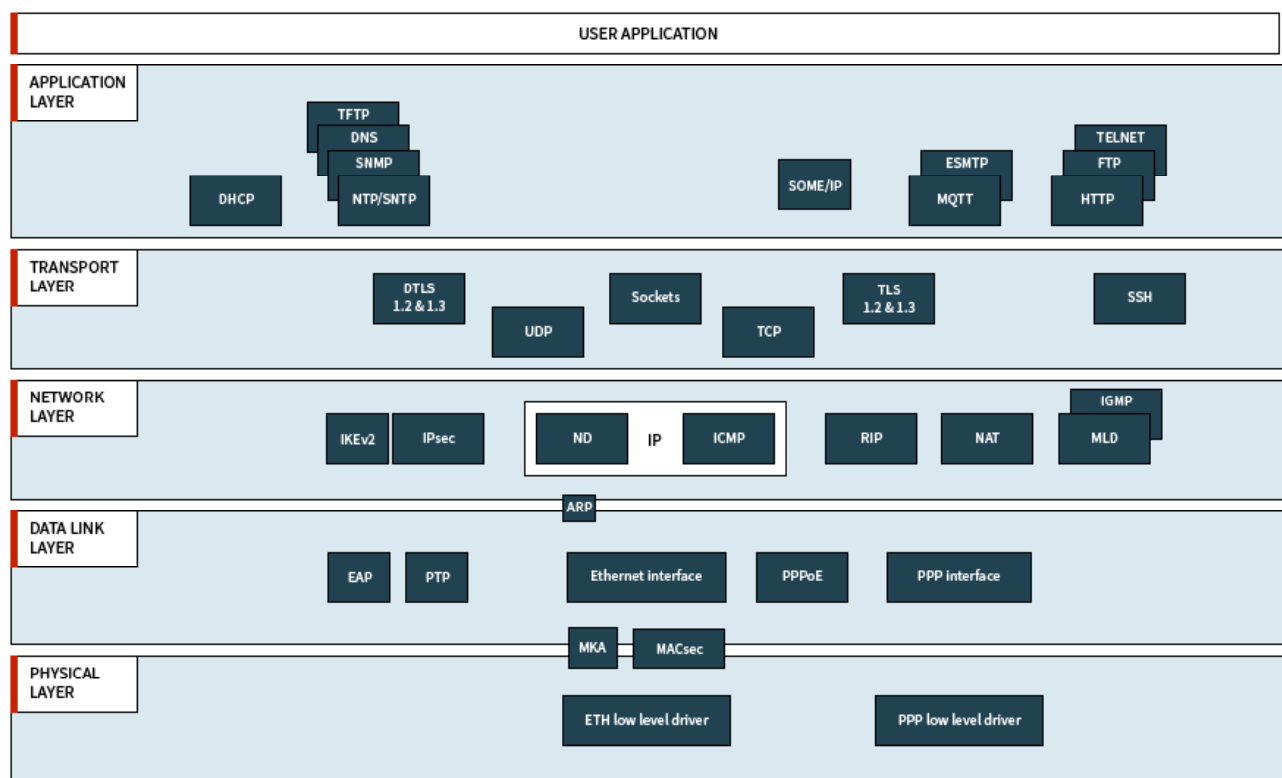 USER APPLICATION
APPLICATION
LAYER
TFTP
DNS
SNMP
NTP/SNTP
DHCP
SOME/IP
ESMTP
MQTT
TELNET
FTP
HTTP
TRANSPORT
LAYER
DTLS
1.2 & 1.3
UDP
Sockets
TCP
TLS
1.2 & 1.3
SSH
NETWORK
LAYER
IKEv2
IPsec
ND
IP
ICMP
RIP
NAT
IGMP
MLD
ARP
DATA LINK
LAYER
EAP
PTP
Ethernet interface
PPPoE
PPP interface
MKA
MACsec
PHYSICAL
LAYER
ETH low level driver
PPP low level driver